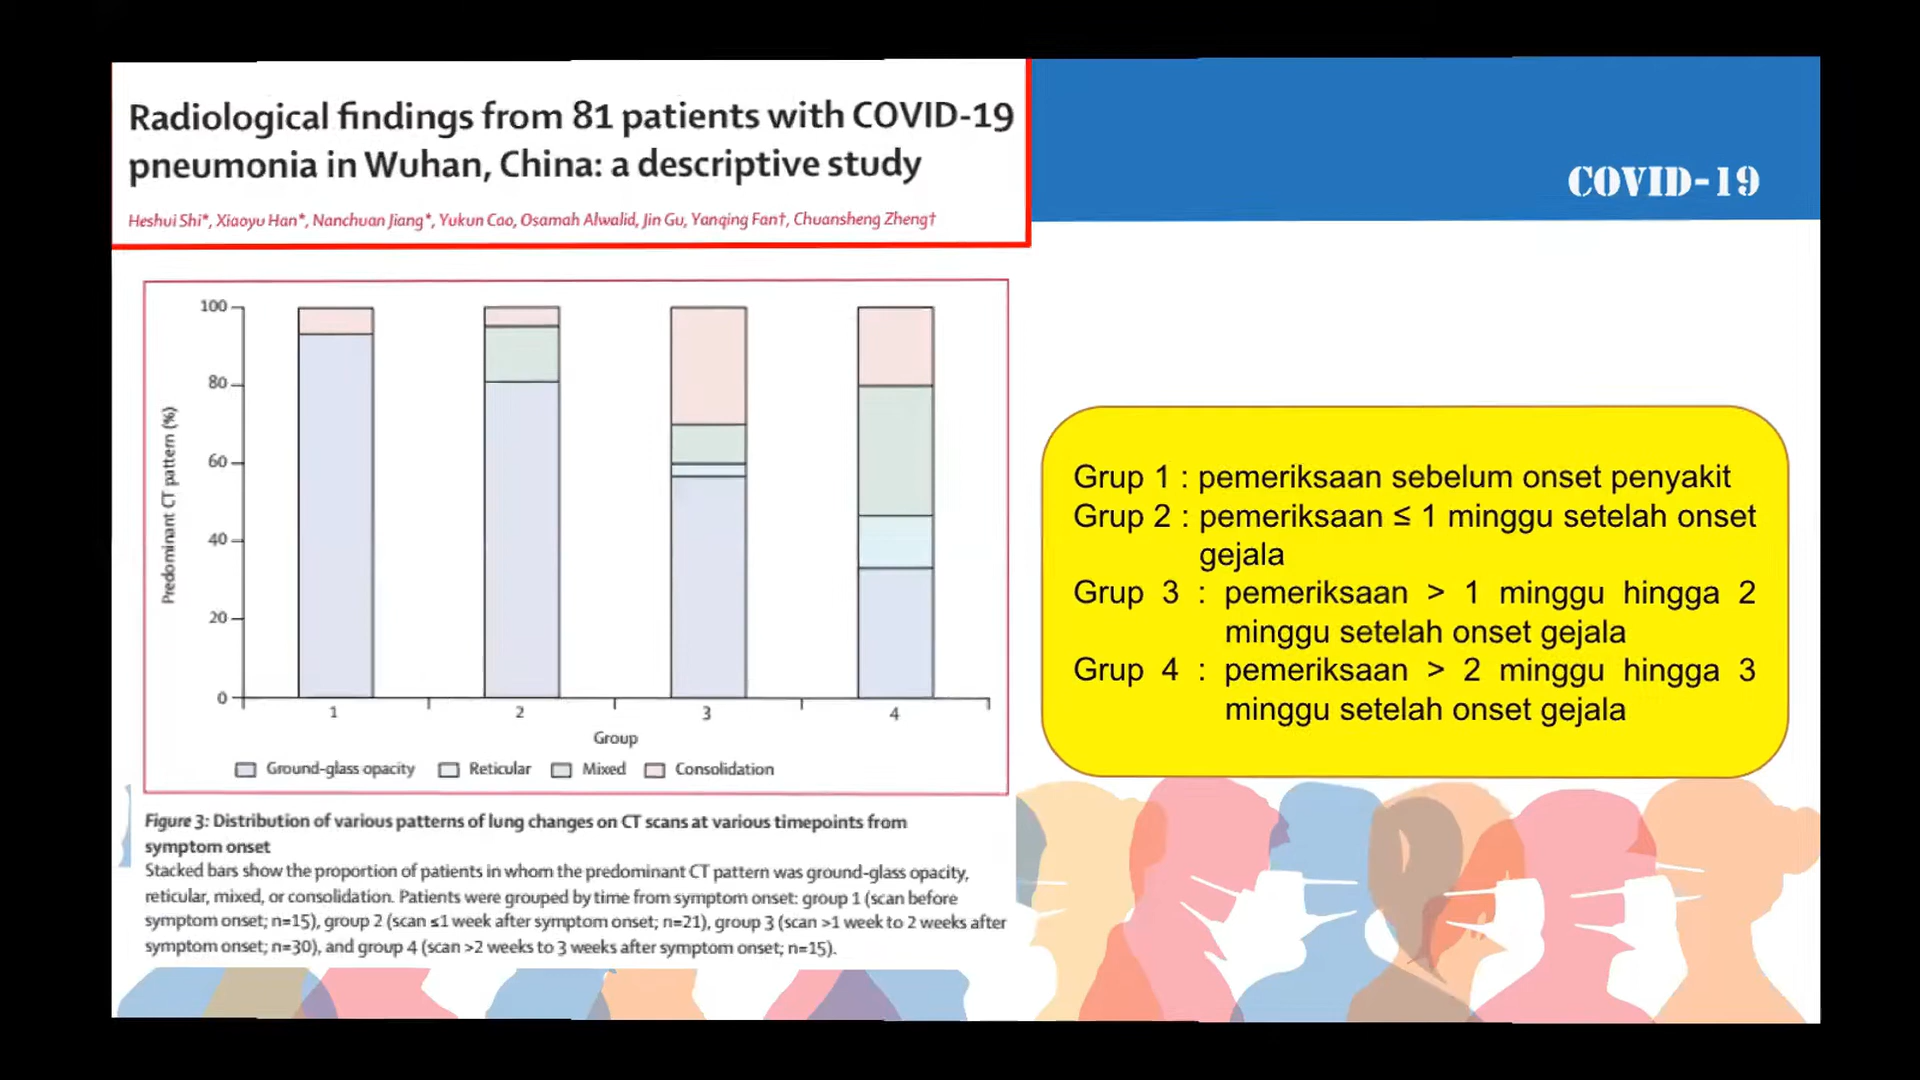 Radiological findings from 81 patients with COVID-19
pneumonia in Wuhan, China: a descriptive study
Heshui Shi*, Xiaoyu Han*, Nanchuan Jiang*, Yukun Cao, Osamah Alwalid, Jin Gu, Yanqing Fan†, Chuansheng Zheng†
COVID-19
Predominant CT pattern (%)
100
80
60
40
20
0
1 2 3 4
Group
Ground-glass opacity Reticular Mixed Consolidation
Figure 3: Distribution of various patterns of lung changes on CT scans at various timepoints from
symptom onset
Stacked bars show the proportion of patients in whom the predominant CT pattern was ground-glass opacity,
reticular, mixed, or consolidation. Patients were grouped by time from symptom onset: group 1 (scan before
symptom onset; n=15), group 2 (scan ≤1 week after symptom onset; n=21), group 3 (scan >1 week to 2 weeks after
symptom onset; n=30), and group 4 (scan >2 weeks to 3 weeks after symptom onset; n=15).
Grup 1 : pemeriksaan sebelum onset penyakit
Grup 2 : pemeriksaan ≤ 1 minggu setelah onset
gejala
Grup 3 : pemeriksaan > 1 minggu hingga 2
minggu setelah onset gejala
Grup 4 : pemeriksaan > 2 minggu hingga 3
minggu setelah onset gejala